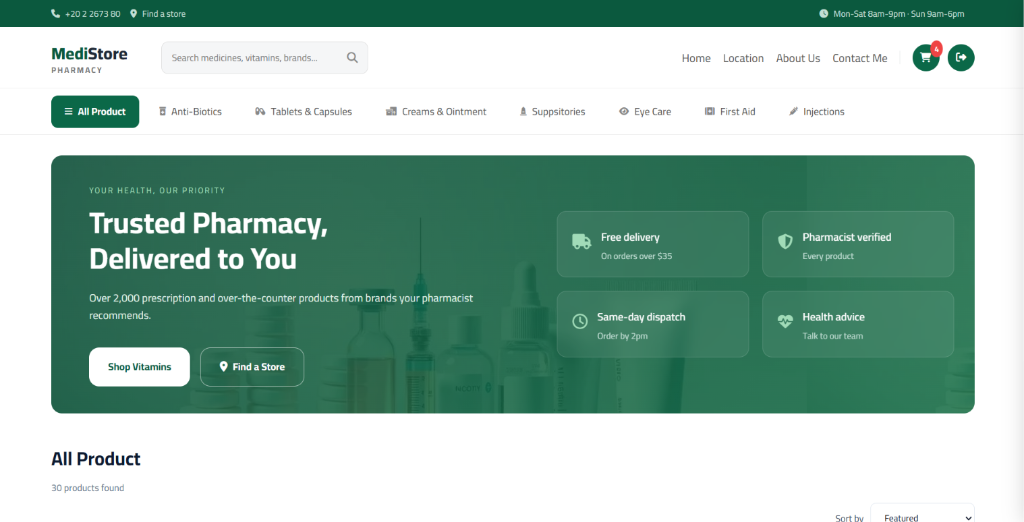 +20 2 2673 80 Find a store Mon-Sat 8am-9pm · Sun 9am-6pm
MediStore
PHARMACY
Search medicines, vitamins, brands...
Home Location About Us Contact Me
4
All Product Anti-Biotics Tablets & Capsules Creams & Ointment Suppsitories Eye Care First Aid Injections
YOUR HEALTH, OUR PRIORITY
Trusted Pharmacy,
Delivered to You
Over 2,000 prescription and over-the-counter products from brands your pharmacist
recommends.
Shop Vitamins Find a Store
Free delivery
On orders over $35
Pharmacist verified
Every product
Same-day dispatch
Order by 2pm
Health advice
Talk to our team
All Product
30 products found
Sort by Featured